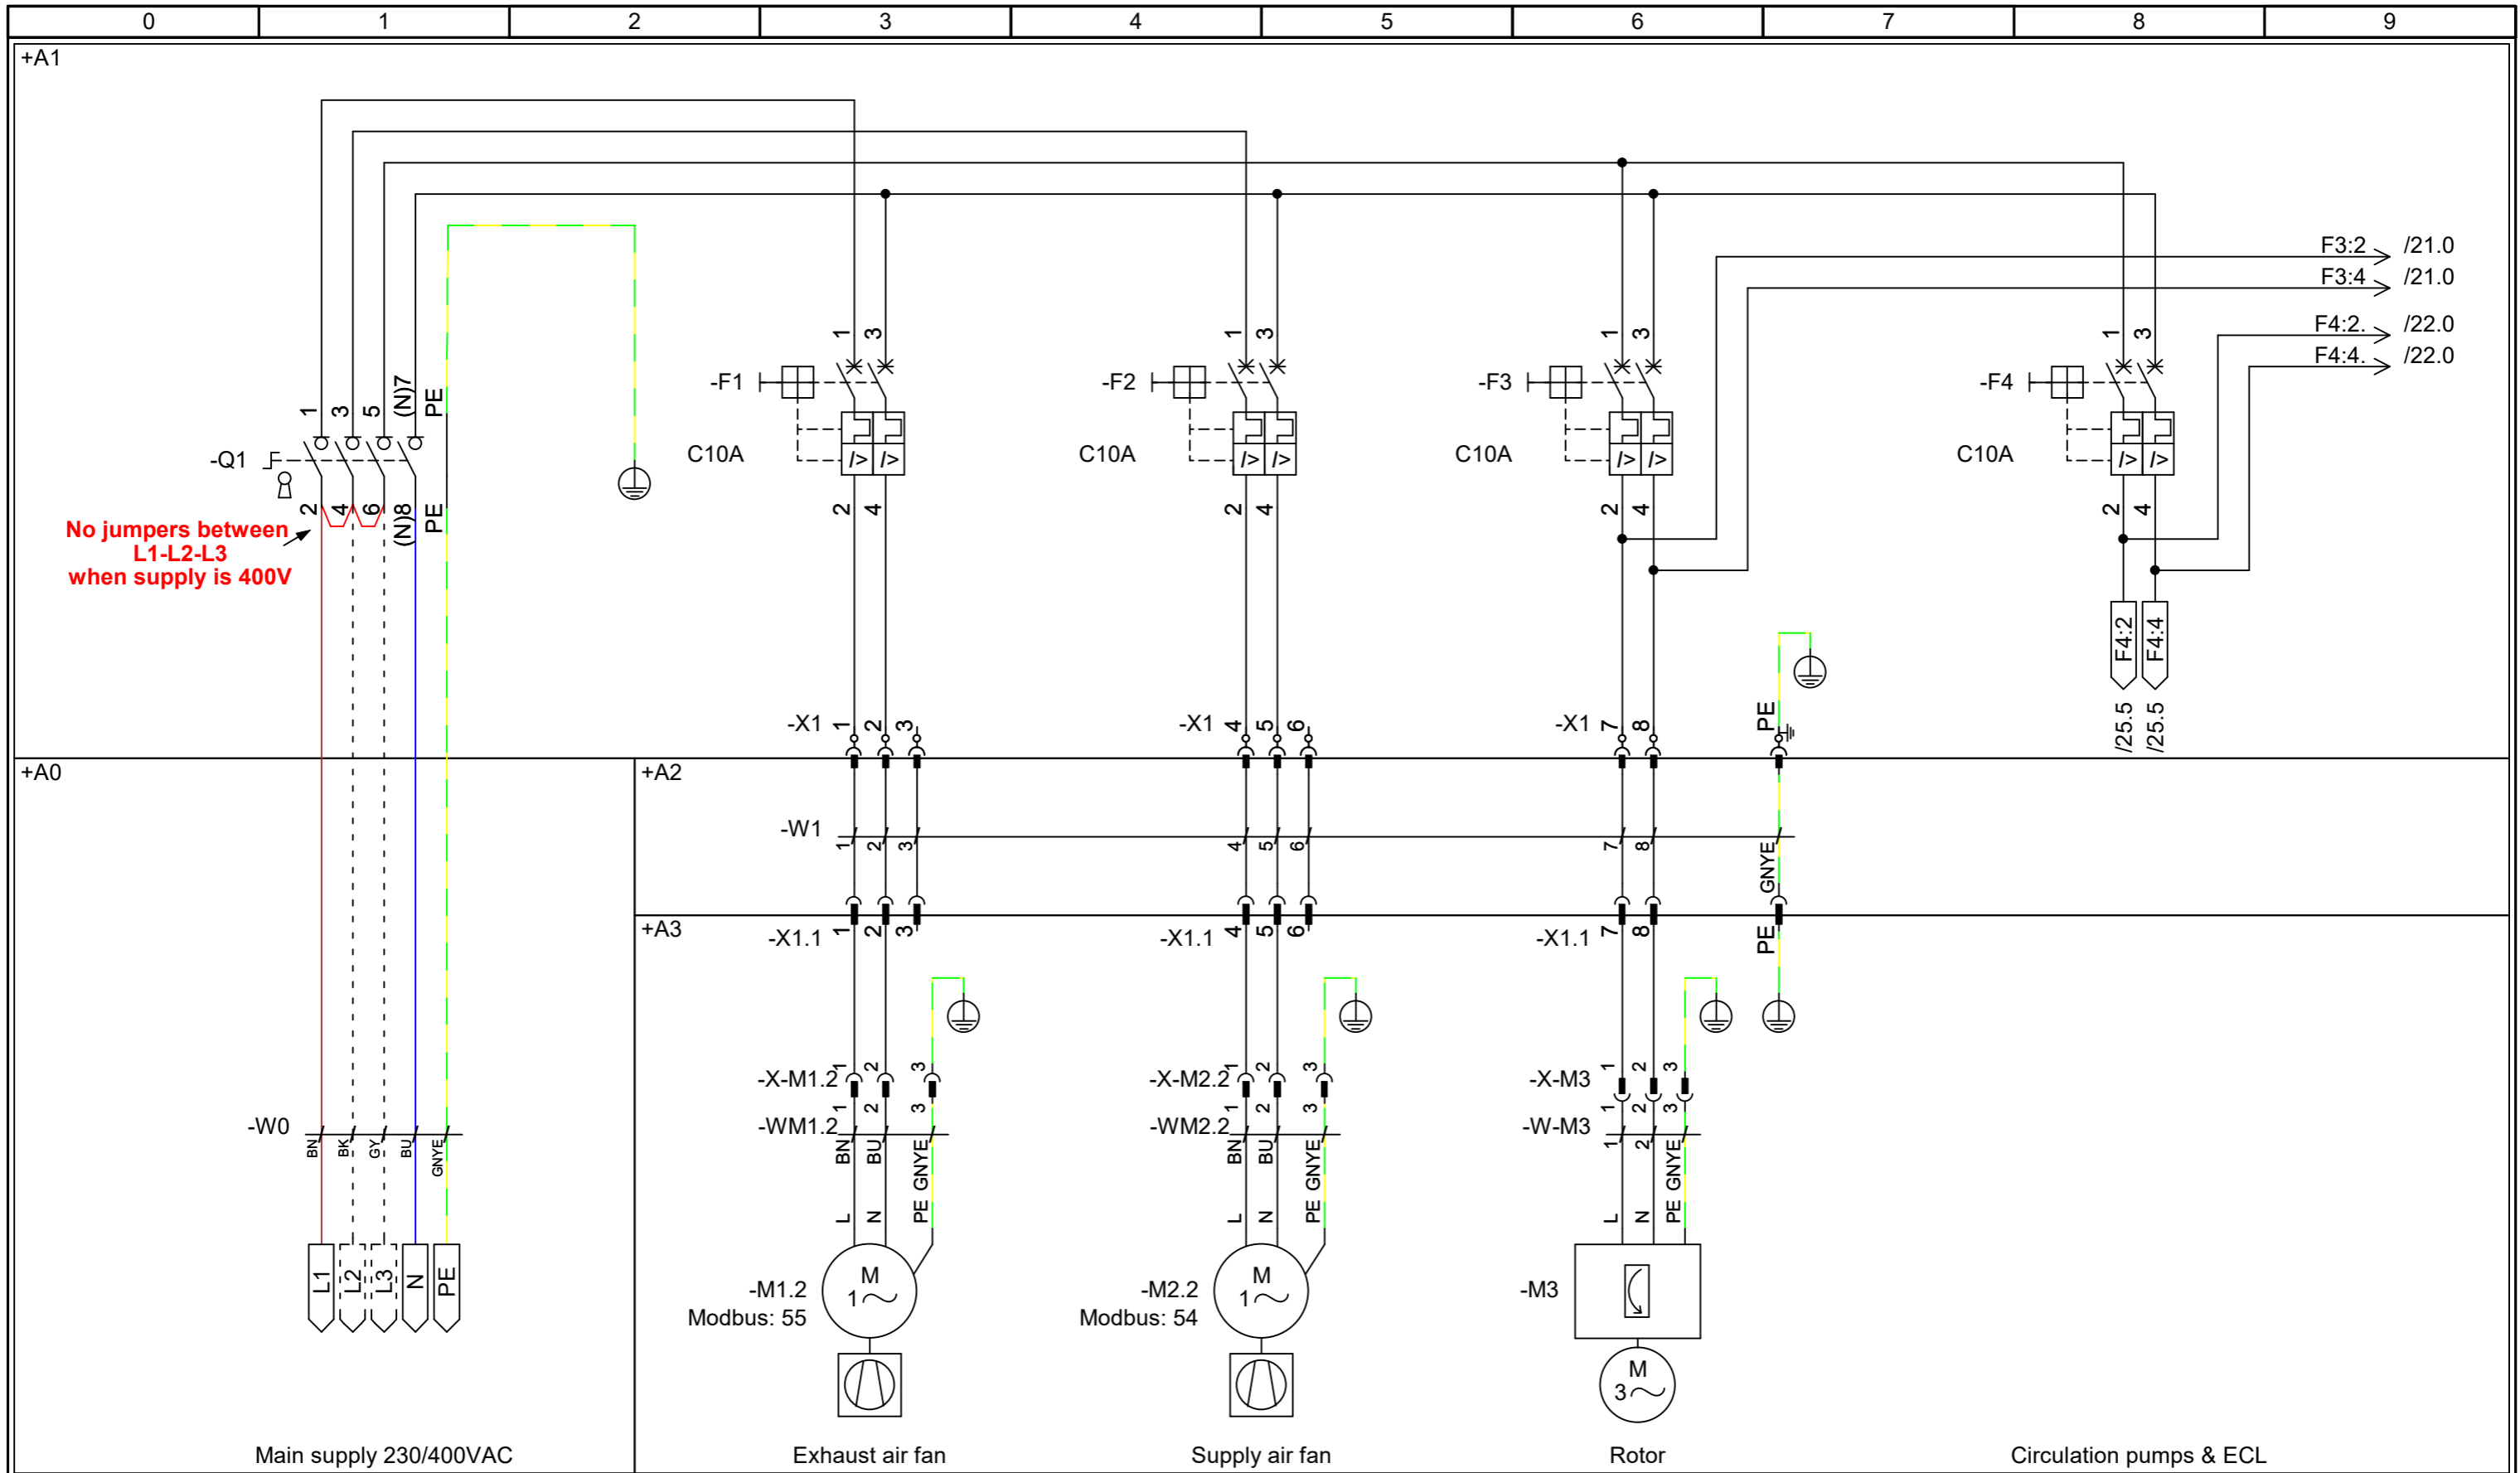 0 1 2 3 4 5 6 7 8 9
+A1
F3:2 /21.0
F3:4 /21.0
F4:2. /22.0
F4:4. /22.0
1 3 5 (N)7 PE
-Q1
2 4 6 (N)8 PE
No jumpers between
L1-L2-L3
when supply is 400V
1 3
-F1
C10A
I> I>
2 4
1 3
-F2
C10A
I> I>
2 4
1 3
-F3
C10A
I> I>
2 4
1 3
-F4
C10A
I> I>
2 4
F4:2 F4:4
/25.5 /25.5
-X1 1 2 3
-X1 4 5 6
-X1 7 8 PE
+A0
+A2
-W1
1 2 3 4 5 6 7 8 GNYE
+A3
-X1.1 1 2 3
-X1.1 4 5 6
-X1.1 7 8 PE
-X-M1.2 1 2 3
-WM1.2 1 2 3
BN BU GNYE
L N PE
-X-M2.2 1 2 3
-WM2.2 1 2 3
BN BU GNYE
L N PE
-X-M3 1 2 3
-W-M3 1 2 3
1 2 GNYE
L N PE
-W0
BN BK GY BU GNYE
L1 L2 L3 N PE
-M1.2
Modbus: 55
M
1
-M2.2
Modbus: 54
M
1
-M3
M
3
Main supply 230/400VAC
Exhaust air fan
Supply air fan
Rotor
Circulation pumps & ECL